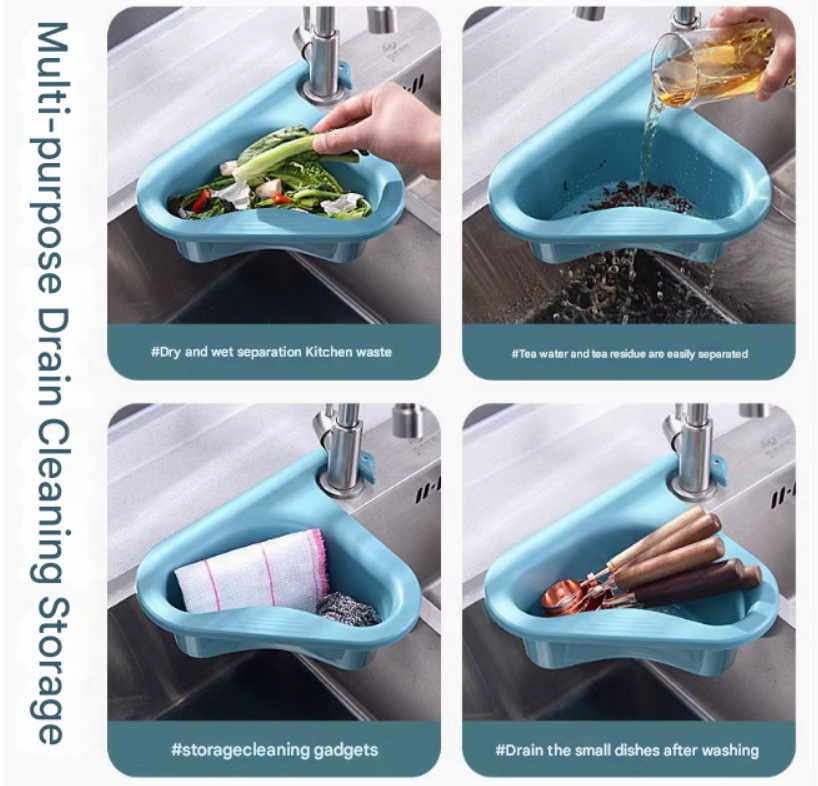 Multi-purpose Drain Cleaning Storage
#Dry and wet separation Kitchen waste
#Tea water and tea residue are easily separated
#storagecleaning gadgets
#Drain the small dishes after washing